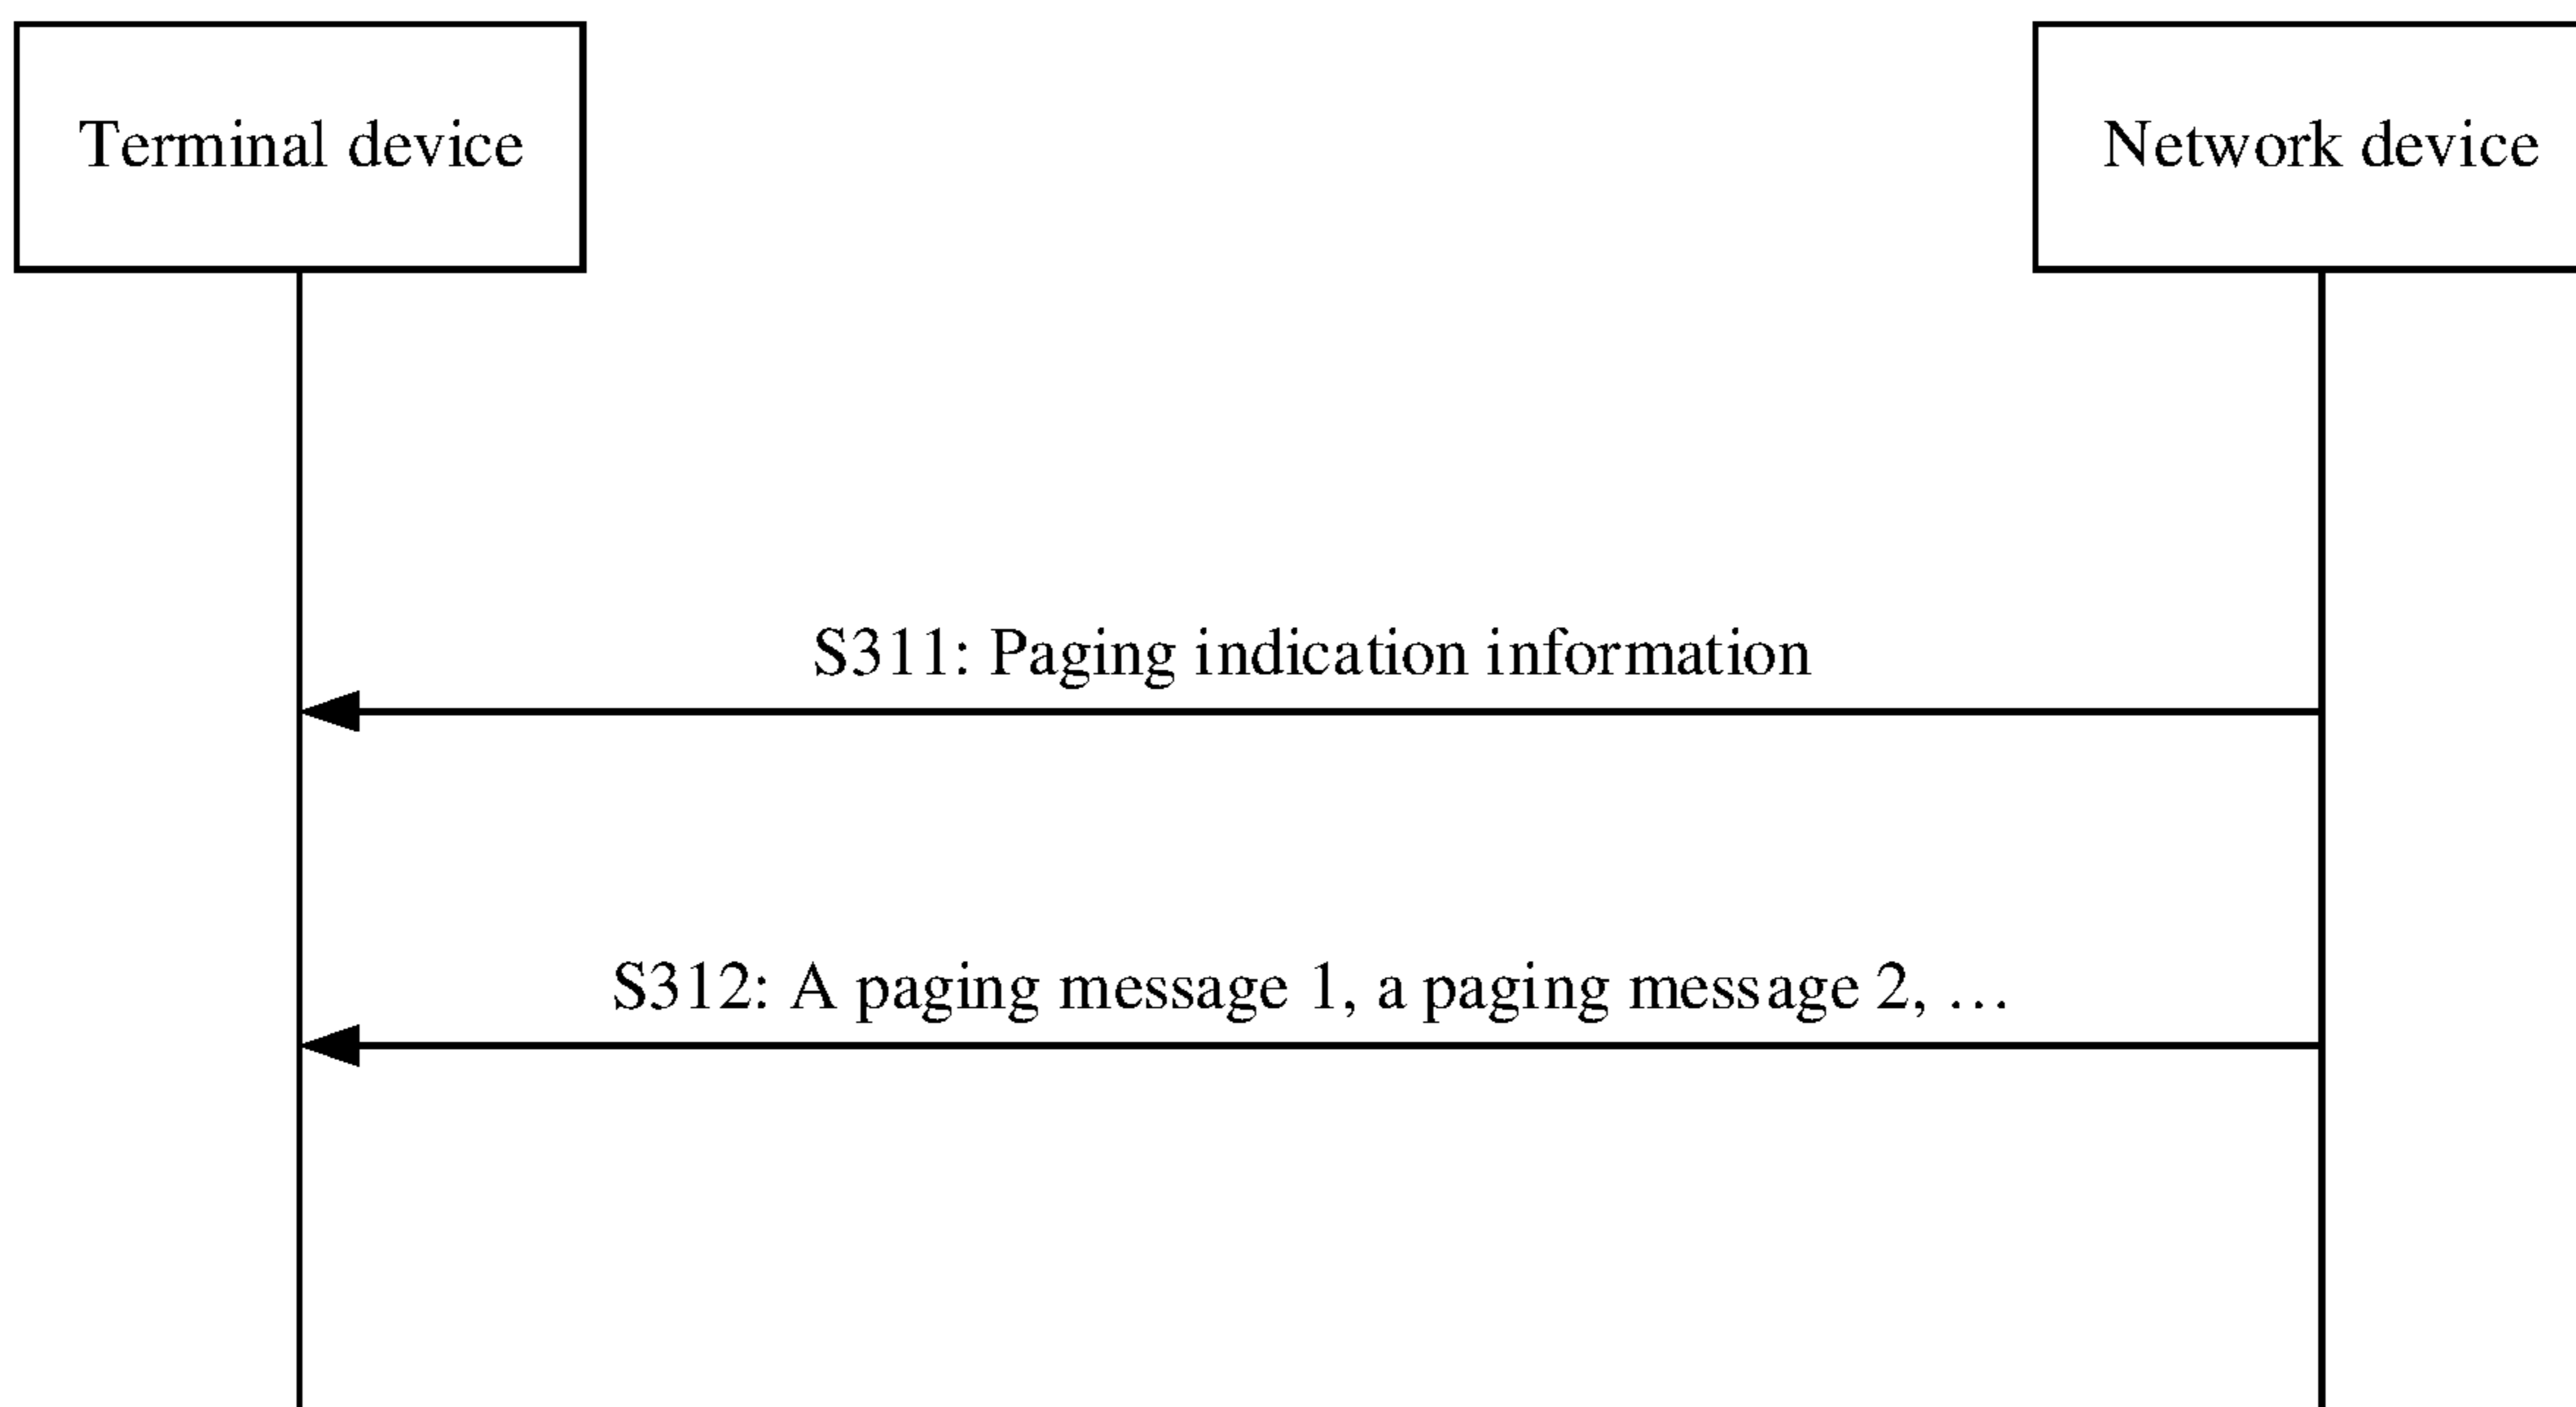 Terminal device
Network device
S311: Paging indication information
S312: A paging message 1, a paging message 2, …